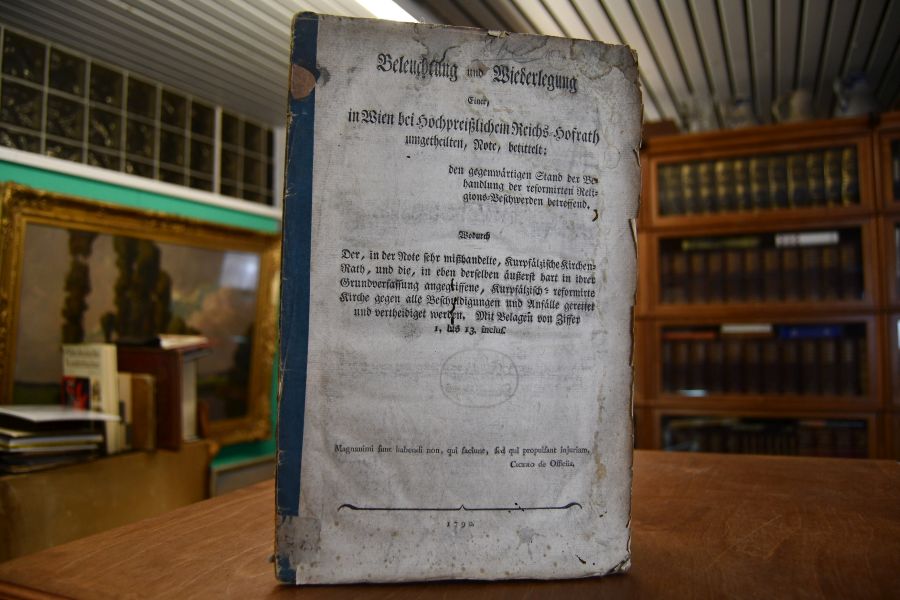 Beleuchtung und Wiederlegung
Einer,
in Wien bei Höchpreißlichem Reichs-Hofrath
umgetheilten, Note, betittelt:
den gegenwärtigen Stand der Be-
handlung der reformirten Reli-
gions-Beschwerden betreffend.
Wodurch
Der, in der Note sehr mißhandelte, Kurpfälzische Kirchen-
Rath, und die, in eben derselben äußerst hart in ihrer
Grundverfassung angegriffene, Kurpfälzisch-reformirte
Kirche gegen alle Beschuldigungen und Anfälle gerettet
und vertheidiget werden. Mit Belagen von Ziffer
1. bis 13. inclus.
Magnanimi sunt habendi non, qui faciunt, sed qui propulsant injuriam.
CICERO de Officiis.